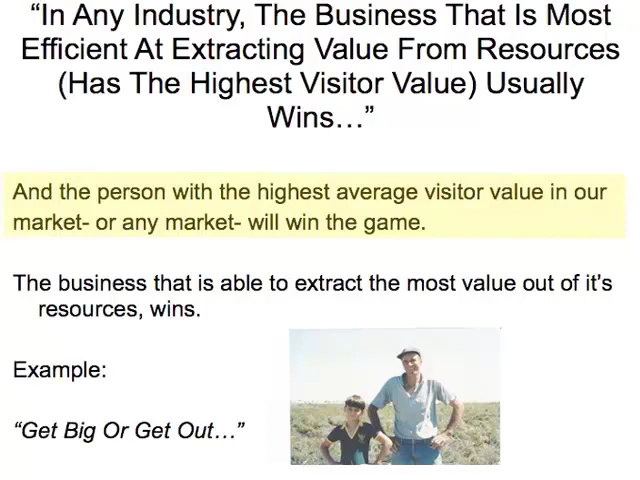 “In Any Industry, The Business That Is Most
Efficient At Extracting Value From Resources
(Has The Highest Visitor Value) Usually
Wins…”
And the person with the highest average visitor value in our
market- or any market- will win the game.
The business that is able to extract the most value out of it’s
resources, wins.
Example:
“Get Big Or Get Out…”